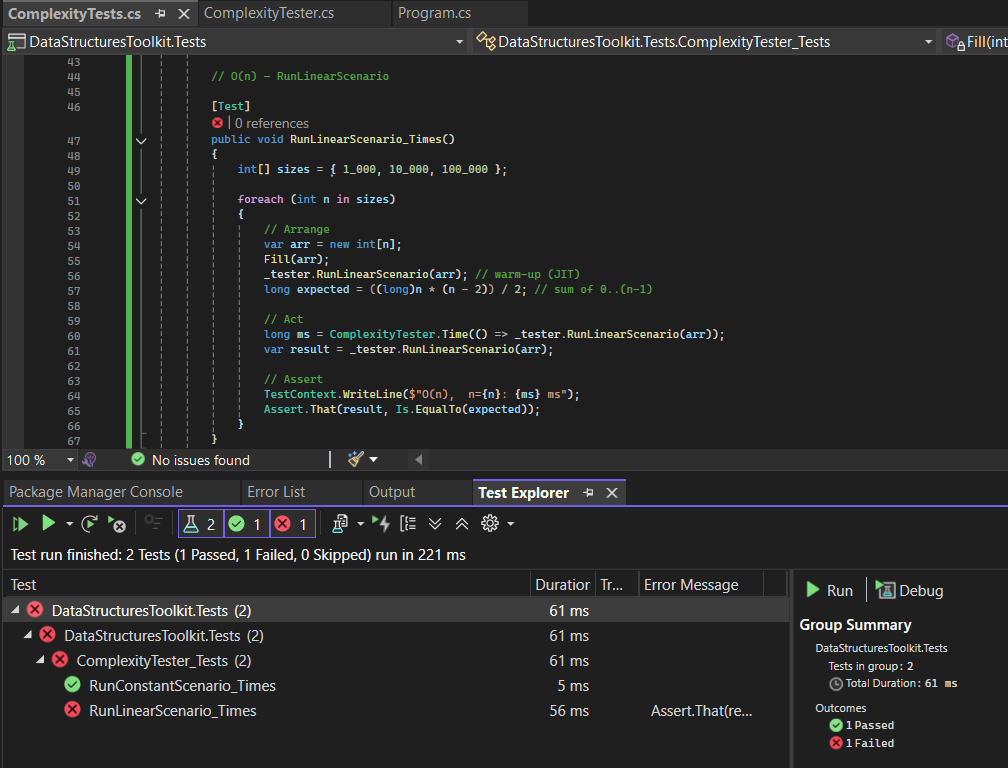 ComplexityTests.cs
ComplexityTester.cs
Program.cs
DataStructuresToolkit.Tests
DataStructuresToolkit.Tests.ComplexityTester_Tests
Fill(int
43
44 // O(n) - RunLinearScenario
45
46 [Test]
0 references
47 public void RunLinearScenario_Times()
48 {
49 int[] sizes = { 1_000, 10_000, 100_000 };
50
51 foreach (int n in sizes)
52 {
53 // Arrange
54 var arr = new int[n];
55 Fill(arr);
56 _tester.RunLinearScenario(arr); // warm-up (JIT)
57 long expected = ((long)n * (n - 2)) / 2; // sum of 0..(n-1)
58
59 // Act
60 long ms = ComplexityTester.Time(() => _tester.RunLinearScenario(arr));
61 var result = _tester.RunLinearScenario(arr);
62
63 // Assert
64 TestContext.WriteLine($"O(n), n={n}: {ms} ms");
65 Assert.That(result, Is.EqualTo(expected));
66 }
67 }
100 %
No issues found
Package Manager Console
Error List
Output
Test Explorer
2
1
1
Test run finished: 2 Tests (1 Passed, 1 Failed, 0 Skipped) run in 221 ms
Test Duration Tr... Error Message
DataStructuresToolkit.Tests (2) 61 ms
DataStructuresToolkit.Tests (2) 61 ms
ComplexityTester_Tests (2) 61 ms
RunConstantScenario_Times 5 ms
RunLinearScenario_Times 56 ms Assert.That(re...
Run
Debug
Group Summary
DataStructuresToolkit.Tests
Tests in group: 2
Total Duration: 61 ms
Outcomes
1 Passed
1 Failed